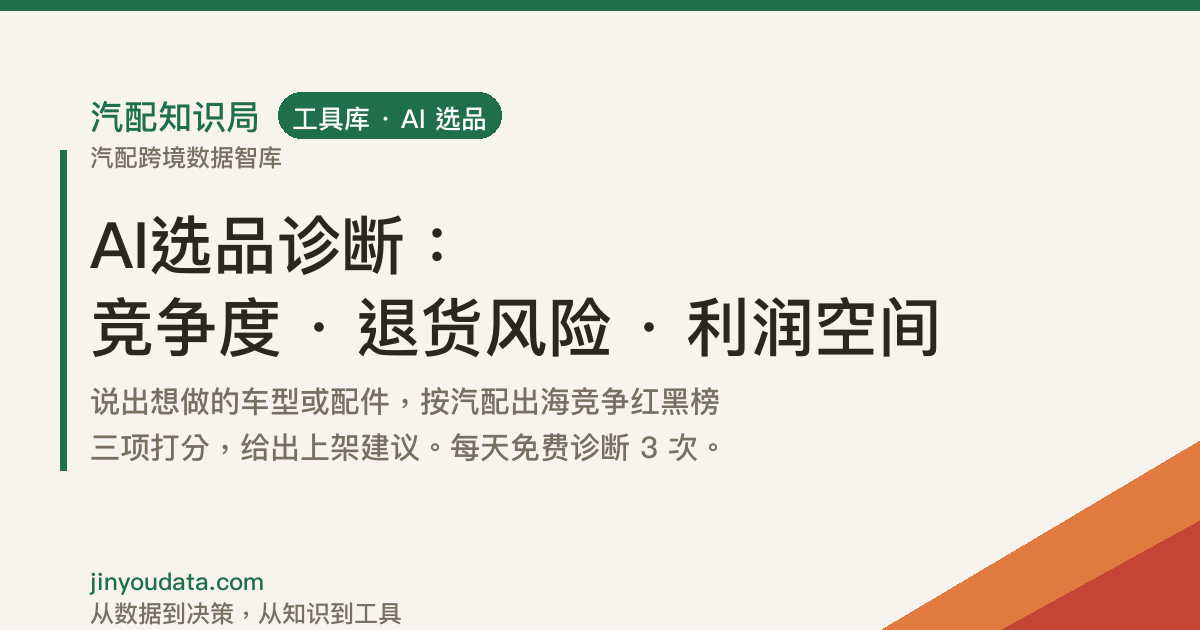 汽配知识局
工具库 · AI 选品
汽配跨境数据智库
AI选品诊断：
竞争度 · 退货风险 · 利润空间
说出想做的车型或配件，按汽配出海竞争红黑榜
三项打分，给出上架建议。每天免费诊断 3 次。
jinyoudata.com
从数据到决策，从知识到工具